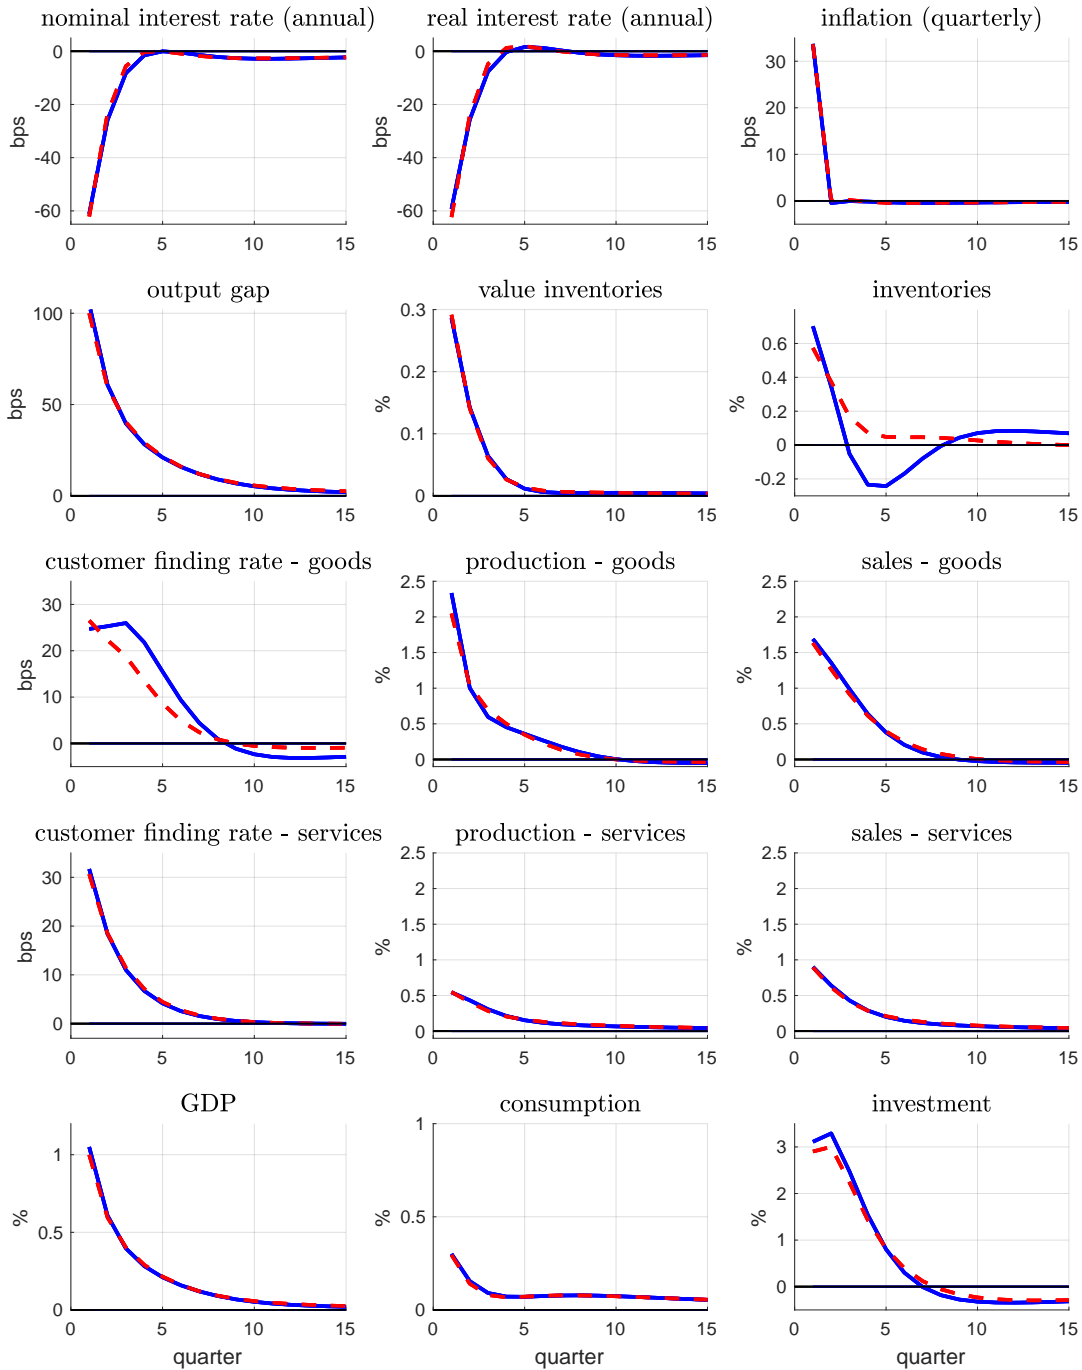 nominal interest rate (annual)
bps
0
-20
-40
-60
0 5 10 15
real interest rate (annual)
bps
0
-20
-40
-60
0 5 10 15
inflation (quarterly)
bps
30
20
10
0
0 5 10 15
output gap
bps
100
50
0
0 5 10 15
value inventories
%
0.3
0.2
0.1
0
0 5 10 15
inventories
%
0.6
0.4
0.2
0
-0.2
0 5 10 15
customer finding rate - goods
bps
30
20
10
0
0 5 10 15
production - goods
%
2.5
2
1.5
1
0.5
0
0 5 10 15
sales - goods
%
2.5
2
1.5
1
0.5
0
0 5 10 15
customer finding rate - services
bps
30
20
10
0
0 5 10 15
production - services
%
2.5
2
1.5
1
0.5
0
0 5 10 15
sales - services
%
2.5
2
1.5
1
0.5
0
0 5 10 15
GDP
%
1
0.5
0
0 5 10 15
quarter
consumption
%
1
0.5
0
0 5 10 15
quarter
investment
%
3
2
1
0
0 5 10 15
quarter